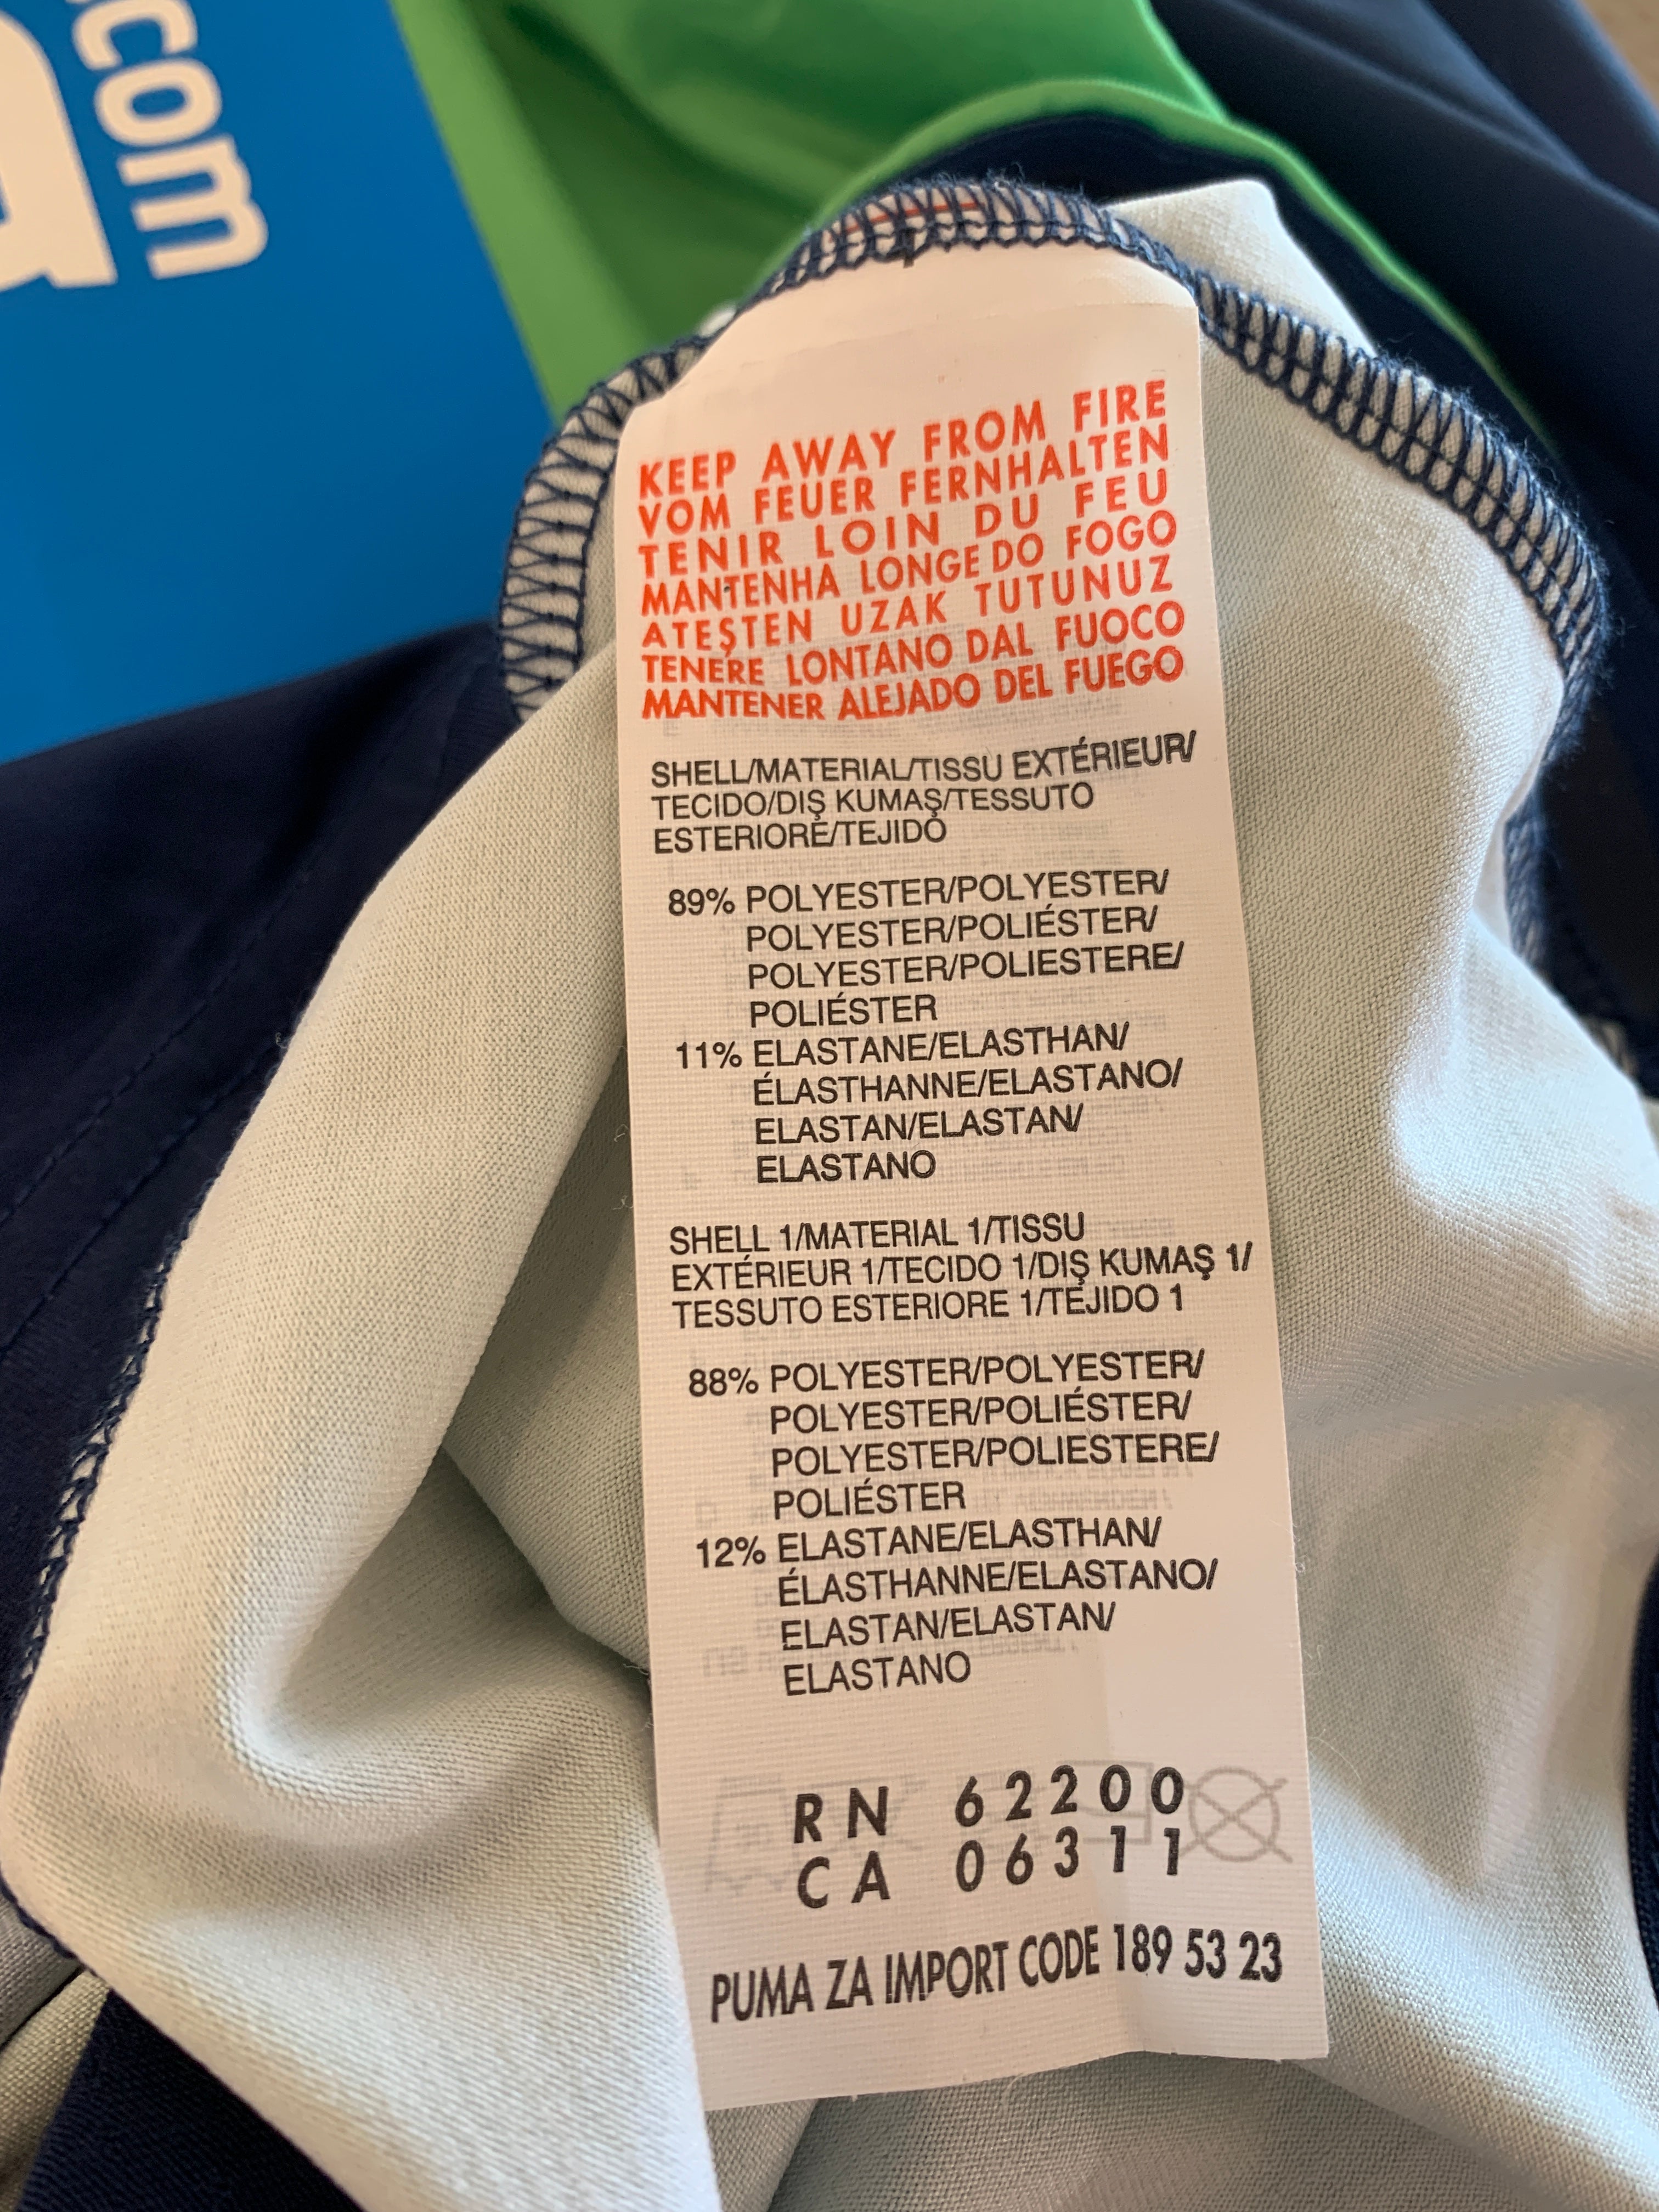 com
KEEP AWAY FROM FIRE
VOM FEUER FERNHALTEN
TENIR LOIN DU FEU
MANTENHA LONGE DO FOGO
ATEŞTEN UZAK TUTUNUZ
TENERE LONTANO DAL FUOCO
MANTENER ALEJADO DEL FUEGO
SHELL/MATERIAL/TISSU EXTÉRIEUR/
TECIDO/DIŞ KUMAŞ/TESSUTO
ESTERIORE/TEJIDO
89% POLYESTER/POLYESTER/
POLYESTER/POLIÉSTER/
POLYESTER/POLIESTERE/
POLIÉSTER
11% ELASTANE/ELASTHAN/
ÉLASTHANNE/ELASTANO/
ELASTAN/ELASTAN/
ELASTANO
SHELL 1/MATERIAL 1/TISSU
EXTÉRIEUR 1/TECIDO 1/DIŞ KUMAŞ 1/
TESSUTO ESTERIORE 1/TEJIDO 1
88% POLYESTER/POLYESTER/
POLYESTER/POLIÉSTER/
POLYESTER/POLIESTERE/
POLIÉSTER
12% ELASTANE/ELASTHAN/
ÉLASTHANNE/ELASTANO/
ELASTAN/ELASTAN/
ELASTANO
RN 62200
CA 06311
PUMA ZA IMPORT CODE 189 53 23